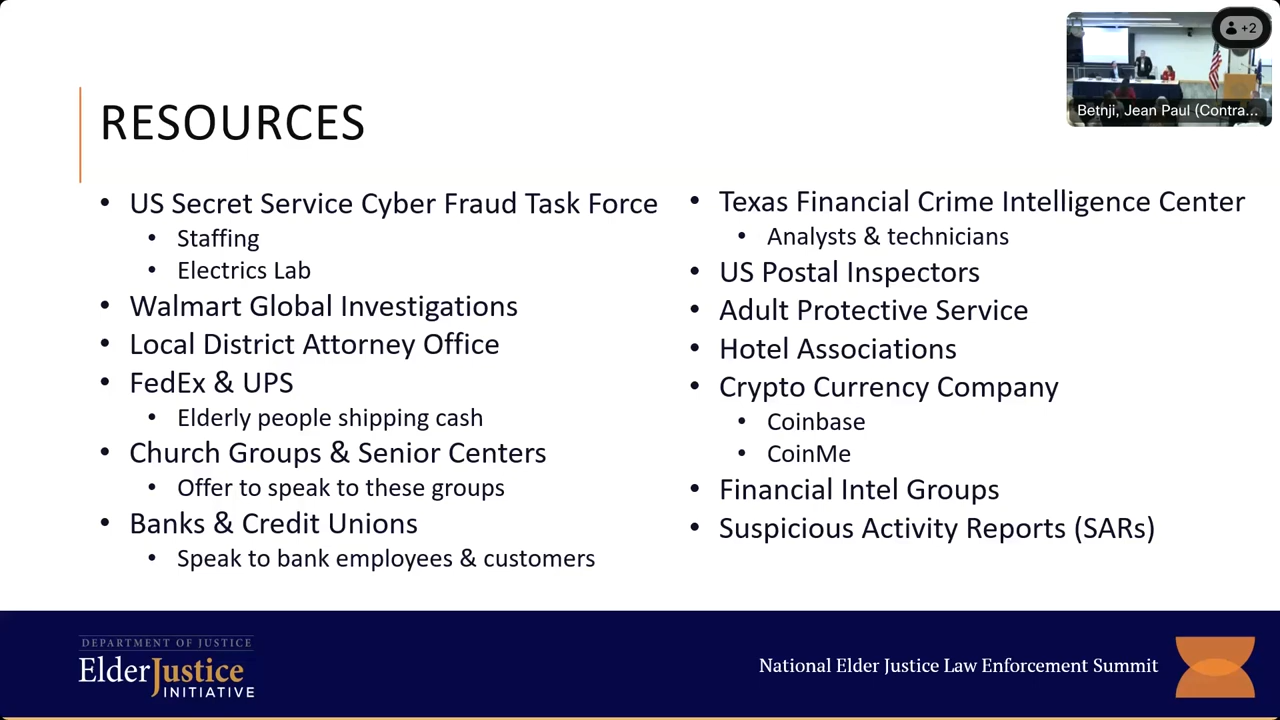 +2
Betnji, Jean Paul (Contra...
RESOURCES
• US Secret Service Cyber Fraud Task Force
• Staffing
• Electrics Lab
• Walmart Global Investigations
• Local District Attorney Office
• FedEx & UPS
• Elderly people shipping cash
• Church Groups & Senior Centers
• Offer to speak to these groups
• Banks & Credit Unions
• Speak to bank employees & customers
• Texas Financial Crime Intelligence Center
• Analysts & technicians
• US Postal Inspectors
• Adult Protective Service
• Hotel Associations
• Crypto Currency Company
• Coinbase
• CoinMe
• Financial Intel Groups
• Suspicious Activity Reports (SARs)
DEPARTMENT OF JUSTICE
ElderJustice
INITIATIVE
National Elder Justice Law Enforcement Summit